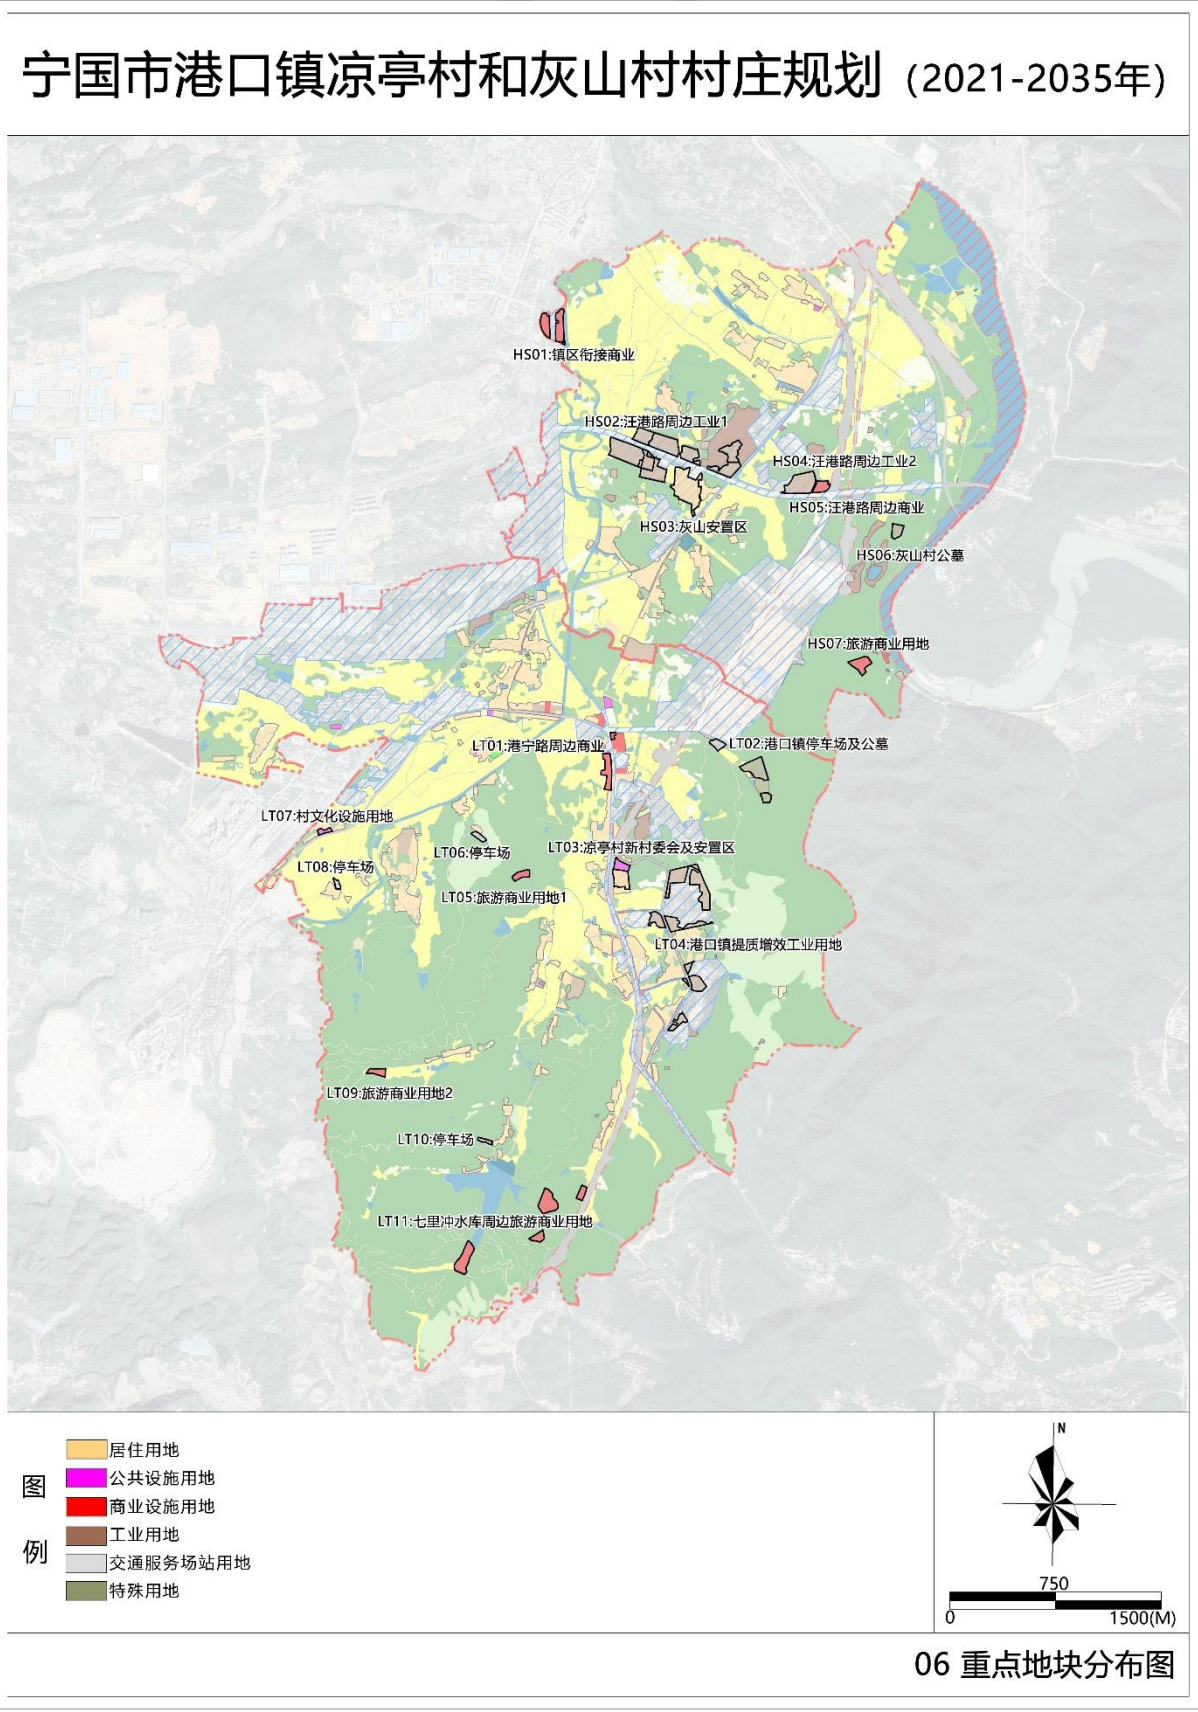 宁国市港口镇凉亭村和灰山村村庄规划（2021-2035年）
HS01:镇区衔接商业
HS02:汪港路周边工业1
HS04:汪港路周边工业2
HS05:汪港路周边商业
HS03:灰山安置区
HS06:灰山村公墓
HS07:旅游商业用地
LT01:港宁路周边商业
LT02:港口镇停车场及公墓
LT07:村文化设施用地
LT06:停车场
LT03:凉亭村新村委会及安置区
LT08:停车场
LT05:旅游商业用地1
LT04:港口镇提质增效工业用地
LT09:旅游商业用地2
LT10:停车场
LT11:七里冲水库周边旅游商业用地
图例
居住用地
公共设施用地
商业设施用地
工业用地
交通服务场站用地
特殊用地
N
750
0 1500(M)
06 重点地块分布图